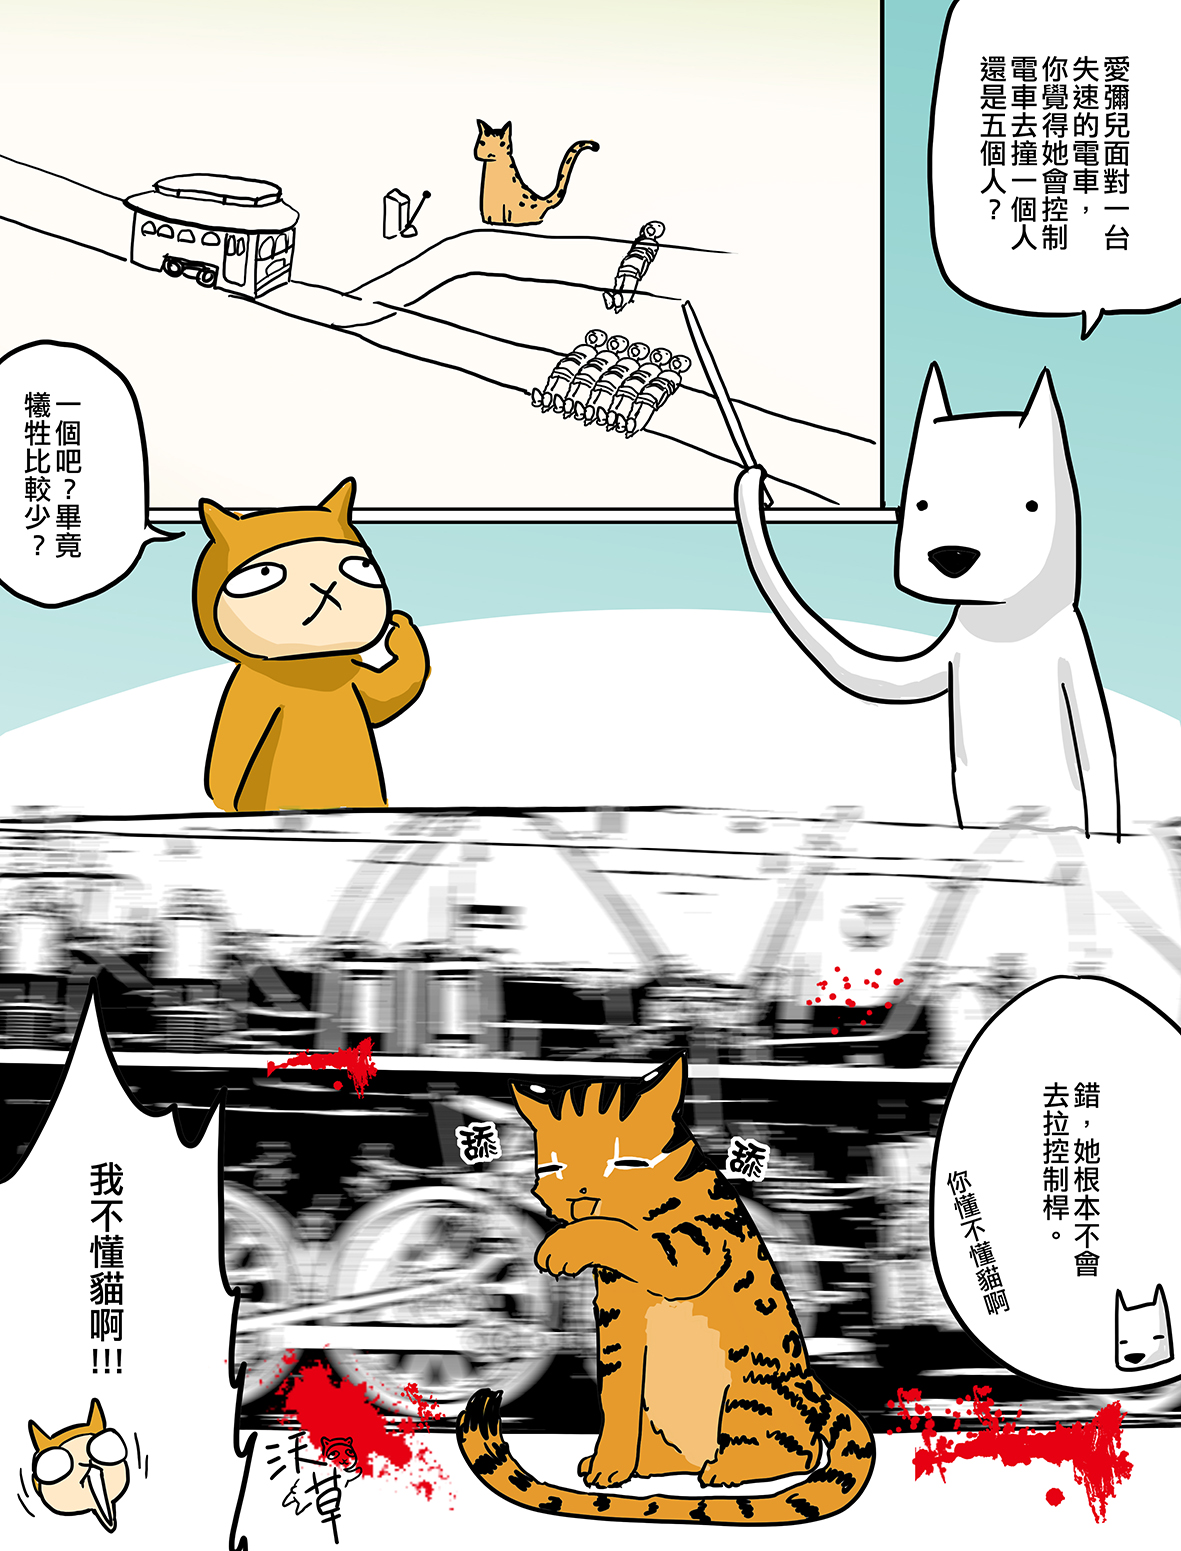 愛彌兒面對一台
失速的電車，
你覺得她會控制
電車去撞一個人
還是五個人？
一個吧？畢竟
犧牲比較少？
錯，她根本不會
去拉控制桿。
你懂不懂貓啊
舔
舔
我不懂貓啊!!!
沃草